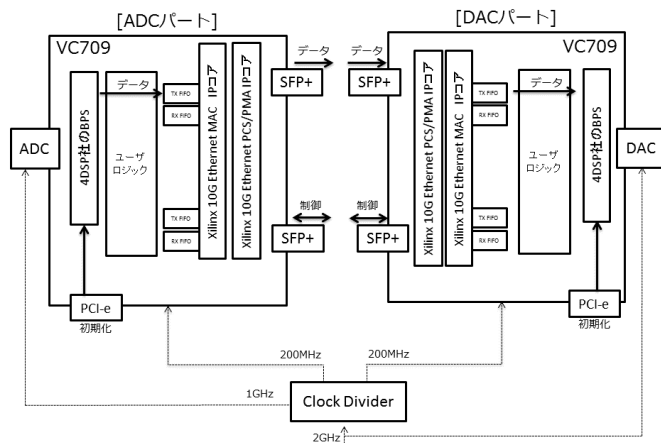 [ADCパート]
VC709
データ
4DSP社のBPS
ユーザ
ロジック
TX FIFO
RX FIFO
TX FIFO
RX FIFO
Xilinx 10G Ethernet MAC IPコア
Xilinx 10G Ethernet PCS/PMA IPコア
ADC
PCI-e
初期化
データ
SFP+
制御
SFP+
[DACパート]
VC709
データ
SFP+
制御
SFP+
Xilinx 10G Ethernet PCS/PMA IPコア
Xilinx 10G Ethernet MAC IPコア
TX FIFO
RX FIFO
TX FIFO
RX FIFO
データ
ユーザ
ロジック
4DSP社のBPS
DAC
PCI-e
初期化
200MHz
200MHz
1GHz
Clock Divider
2GHz